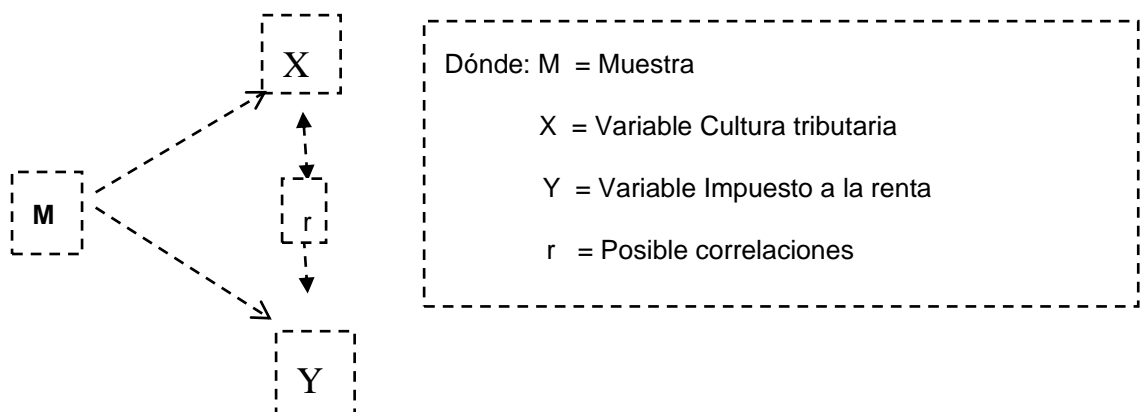 X
Dónde: M = Muestra
X = Variable Cultura tributaria
M
Y = Variable Impuesto a la renta
r
r = Posible correlaciones
Y